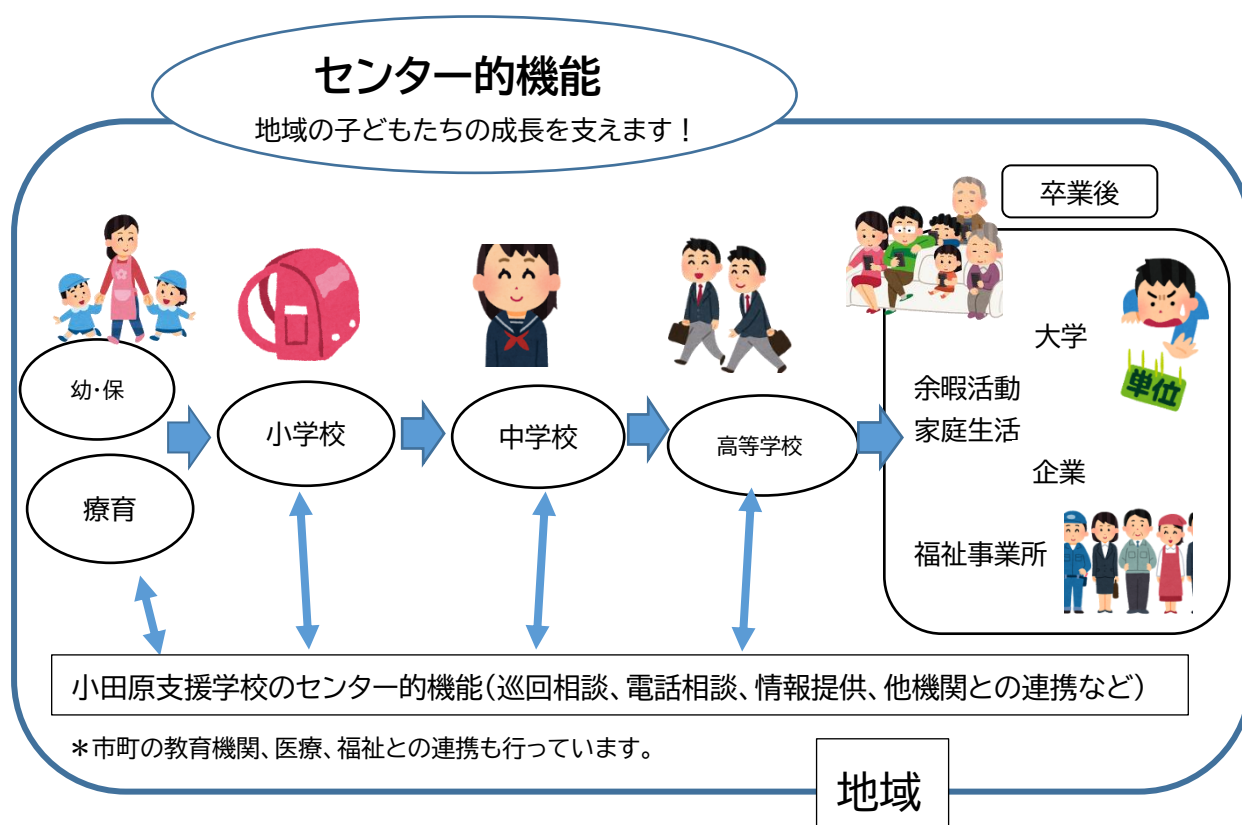 センター的機能
地域の子どもたちの成長を支えます!
卒業後
幼・保
療育
小学校
中学校
高等学校
大学
単位
余暇活動
家庭生活
企業
福祉事業所
小田原支援学校のセンター的機能(巡回相談、電話相談、情報提供、他機関との連携など)
*市町の教育機関、医療、福祉との連携も行っています。
地域